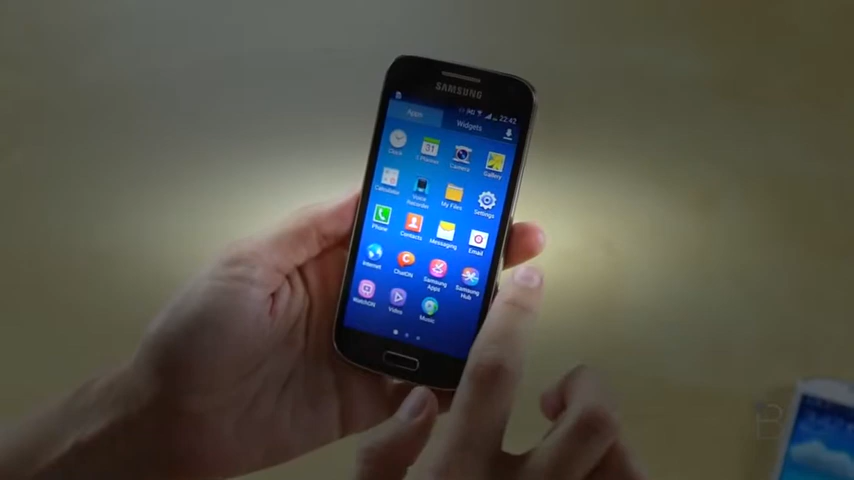 SAMSUNG
22:42
Apps
Widgets
31
Clock
S Planner
Camera
Gallery
Calculator
Voice
Recorder
My Files
Settings
Phone
Contacts
Messaging
Email
Internet
ChatON
Samsung
Apps
Samsung
Hub
WatchON
Video
Music
B